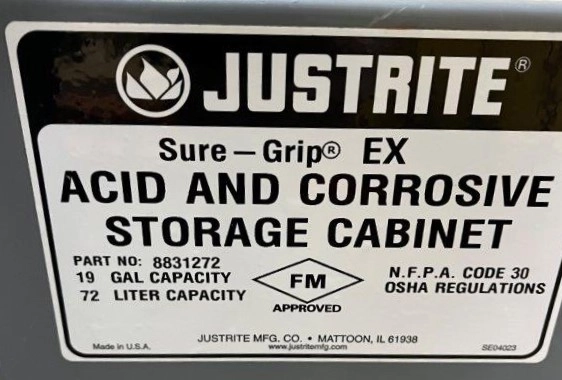 JUSTRITE®
Sure-Grip® EX
ACID AND CORROSIVE
STORAGE CABINET
PART NO: 8831272
19 GAL CAPACITY
72 LITER CAPACITY
FM
APPROVED
N.F.P.A. CODE 30
OSHA REGULATIONS
JUSTRITE MFG. CO. • MATTOON, IL 61938
www.justritemfg.com
Made in U.S.A.
SE04023